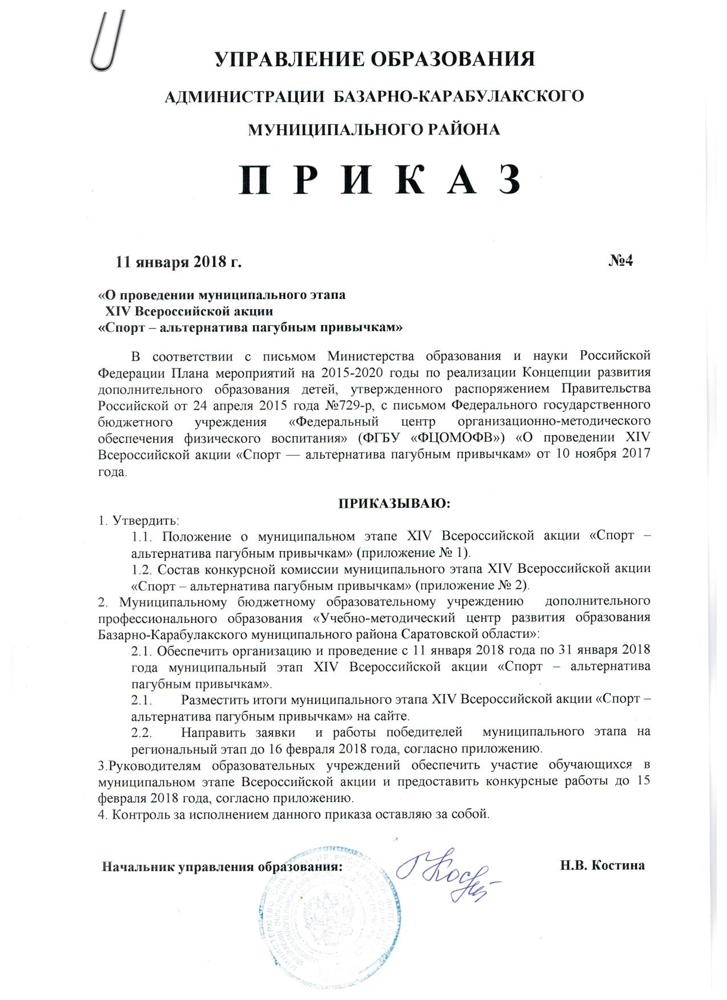 УПРАВЛЕНИЕ ОБРАЗОВАНИЯ
АДМИНИСТРАЦИИ БАЗАРНО-КАРАБУЛАКСКОГО
МУНИЦИПАЛЬНОГО РАЙОНА
П Р И К А З
11 января 2018 г. №4
«О проведении муниципального этапа
XIV Всероссийской акции
«Спорт – альтернатива пагубным привычкам»
В соответствии с письмом Министерства образования и науки Российской
Федерации Плана мероприятий на 2015-2020 годы по реализации Концепции развития
дополнительного образования детей, утвержденного распоряжением Правительства
Российской от 24 апреля 2015 года №729-р, с письмом Федерального государственного
бюджетного учреждения «Федеральный центр организационно-методического
обеспечения физического воспитания» (ФГБУ «ФЦОМОФВ») «О проведении XIV
Всероссийской акции «Спорт — альтернатива пагубным привычкам» от 10 ноября 2017
года.
ПРИКАЗЫВАЮ:
1. Утвердить:
1.1. Положение о муниципальном этапе XIV Всероссийской акции «Спорт –
альтернатива пагубным привычкам» (приложение № 1).
1.2. Состав конкурсной комиссии муниципального этапа XIV Всероссийской акции
«Спорт – альтернатива пагубным привычкам» (приложение № 2).
2. Муниципальному бюджетному образовательному учреждению дополнительного
профессионального образования «Учебно-методический центр развития образования
Базарно-Карабулакского муниципального района Саратовской области»:
2.1. Обеспечить организацию и проведение с 11 января 2018 года по 31 января 2018
года муниципальный этап XIV Всероссийской акции «Спорт – альтернатива
пагубным привычкам».
2.1. Разместить итоги муниципального этапа XIV Всероссийской акции «Спорт –
альтернатива пагубным привычкам» на сайте.
2.2. Направить заявки и работы победителей муниципального этапа на
региональный этап до 16 февраля 2018 года, согласно приложению.
3.Руководителям образовательных учреждений обеспечить участие обучающихся в
муниципальном этапе Всероссийской акции и предоставить конкурсные работы до 15
февраля 2018 года, согласно приложению.
4. Контроль за исполнением данного приказа оставляю за собой.
Начальник управления образования: Н.В. Костина